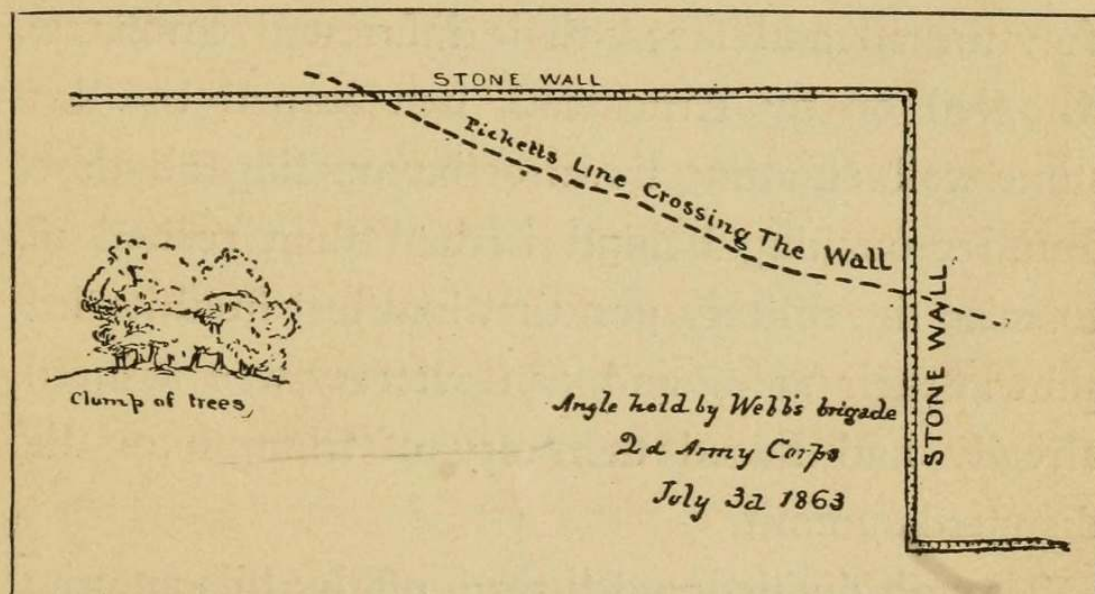 STONE WALL
Picketts Line Crossing The Wall
STONE WALL
Clump of trees
Angle held by Webb's brigade
2d Army Corps
July 3d 1863